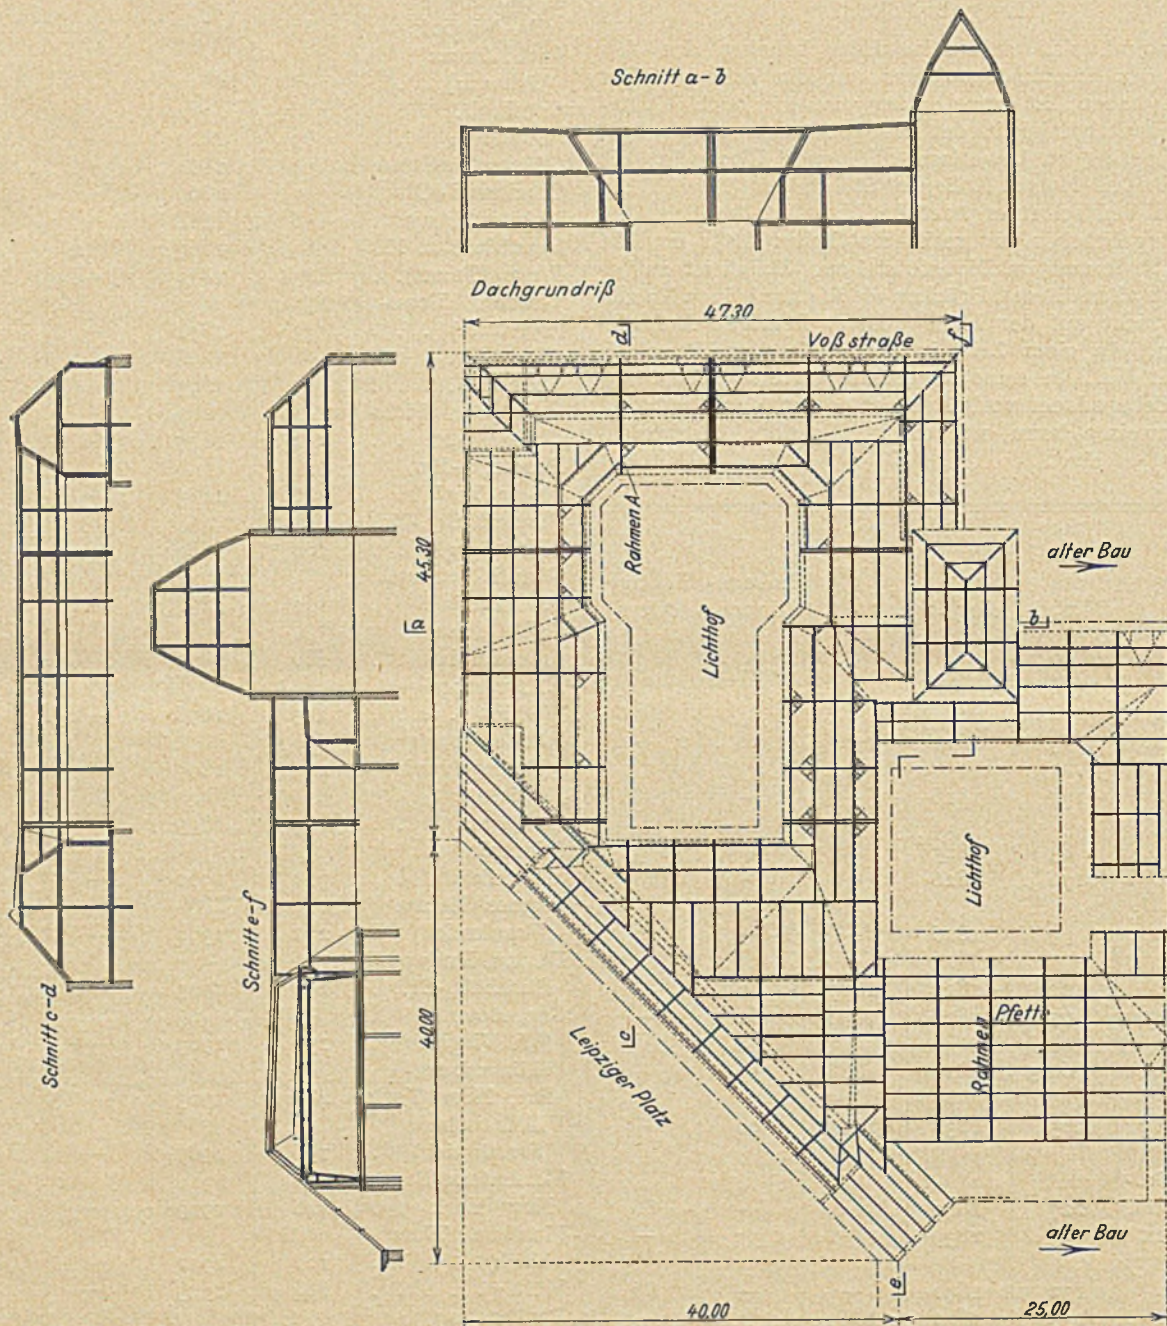 Schnitt a-b
Dachgrundriß
47.30
d
Voß straße
f
45.30
Rahmen A
alter Bau
a
b
Lichthof
Lichthof
Schnitt e-f
Schnitt c-d
40.00
c
Leipziger Platz
Pfette
Rahmen
alter Bau
e
40.00
25,00